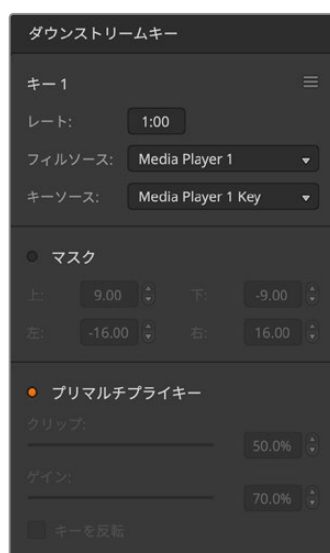 ダウンストリームキー
キー 1
レート: 1:00
フィルソース: Media Player 1
キーソース: Media Player 1 Key
マスク
上: 9.00 下: -9.00
左: -16.00 右: 16.00
プリマルチプライキー
クリップ:
50.0%
ゲイン:
70.0%
キーを反転